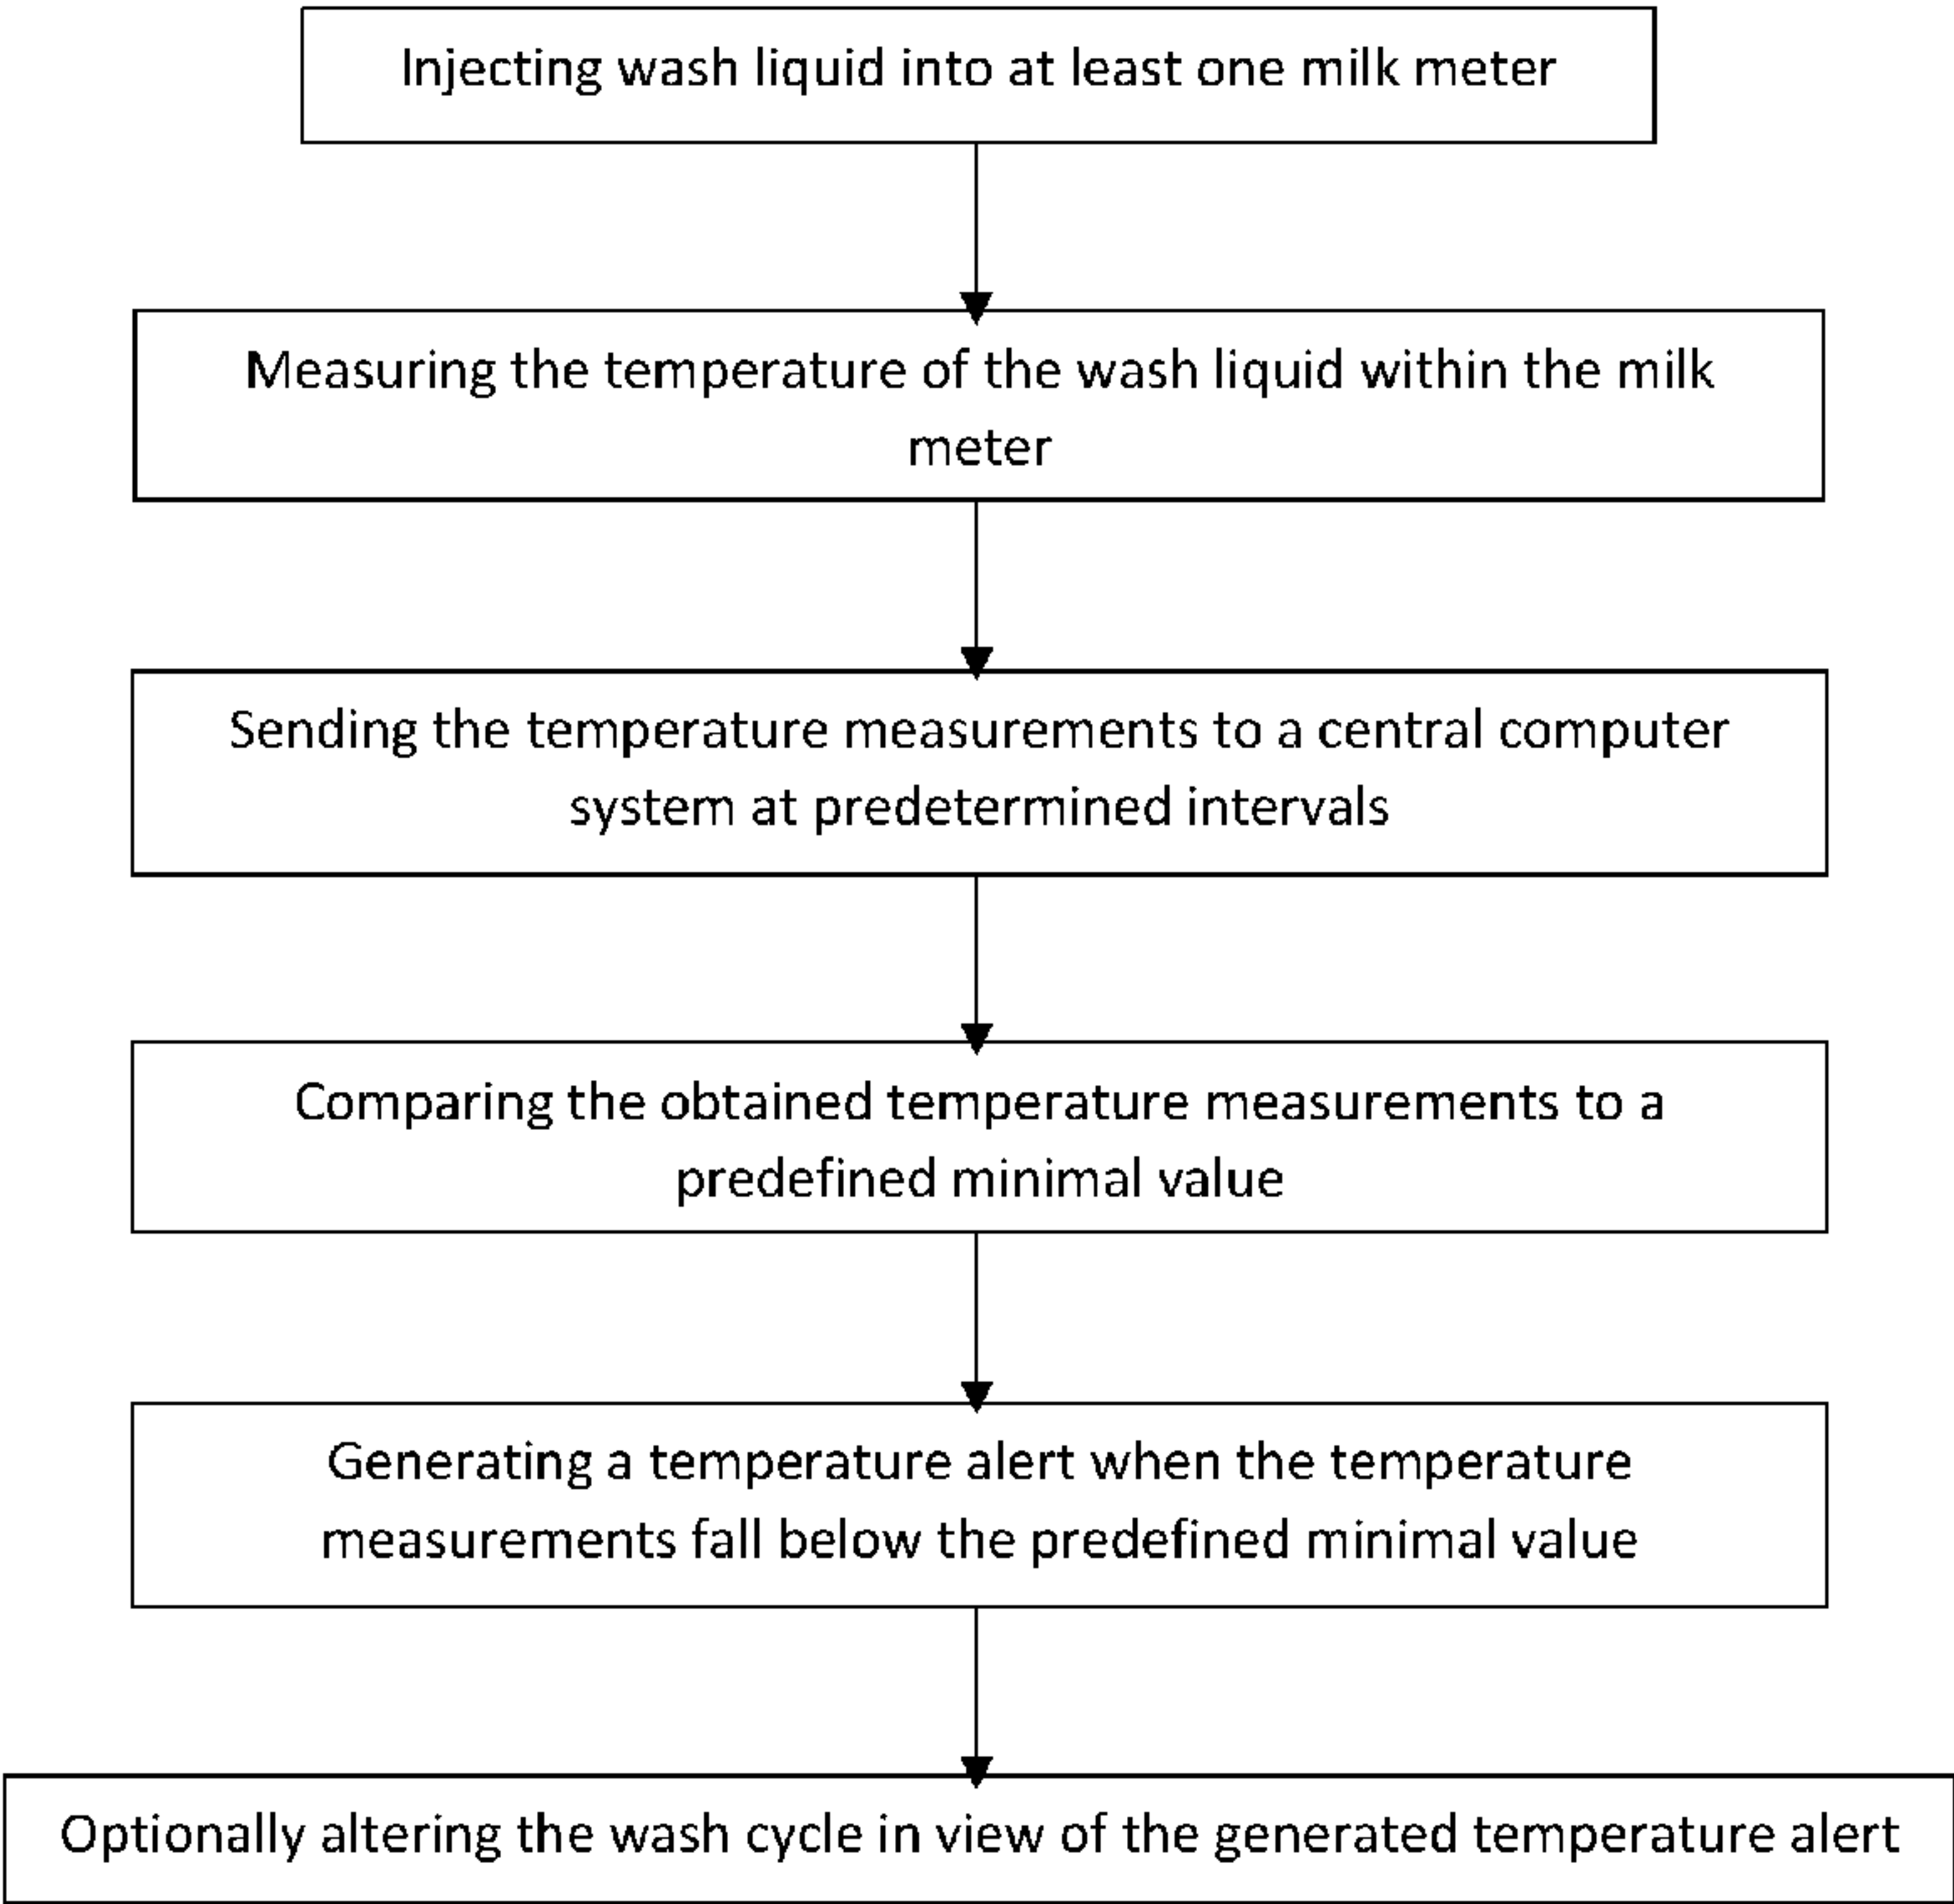 Injecting wash liquid into at least one milk meter
Measuring the temperature of the wash liquid within the milk
meter
Sending the temperature measurements to a central computer
system at predetermined intervals
Comparing the obtained temperature measurements to a
predefined minimal value
Generating a temperature alert when the temperature
measurements fall below the predefined minimal value
Optionally altering the wash cycle in view of the generated temperature alert